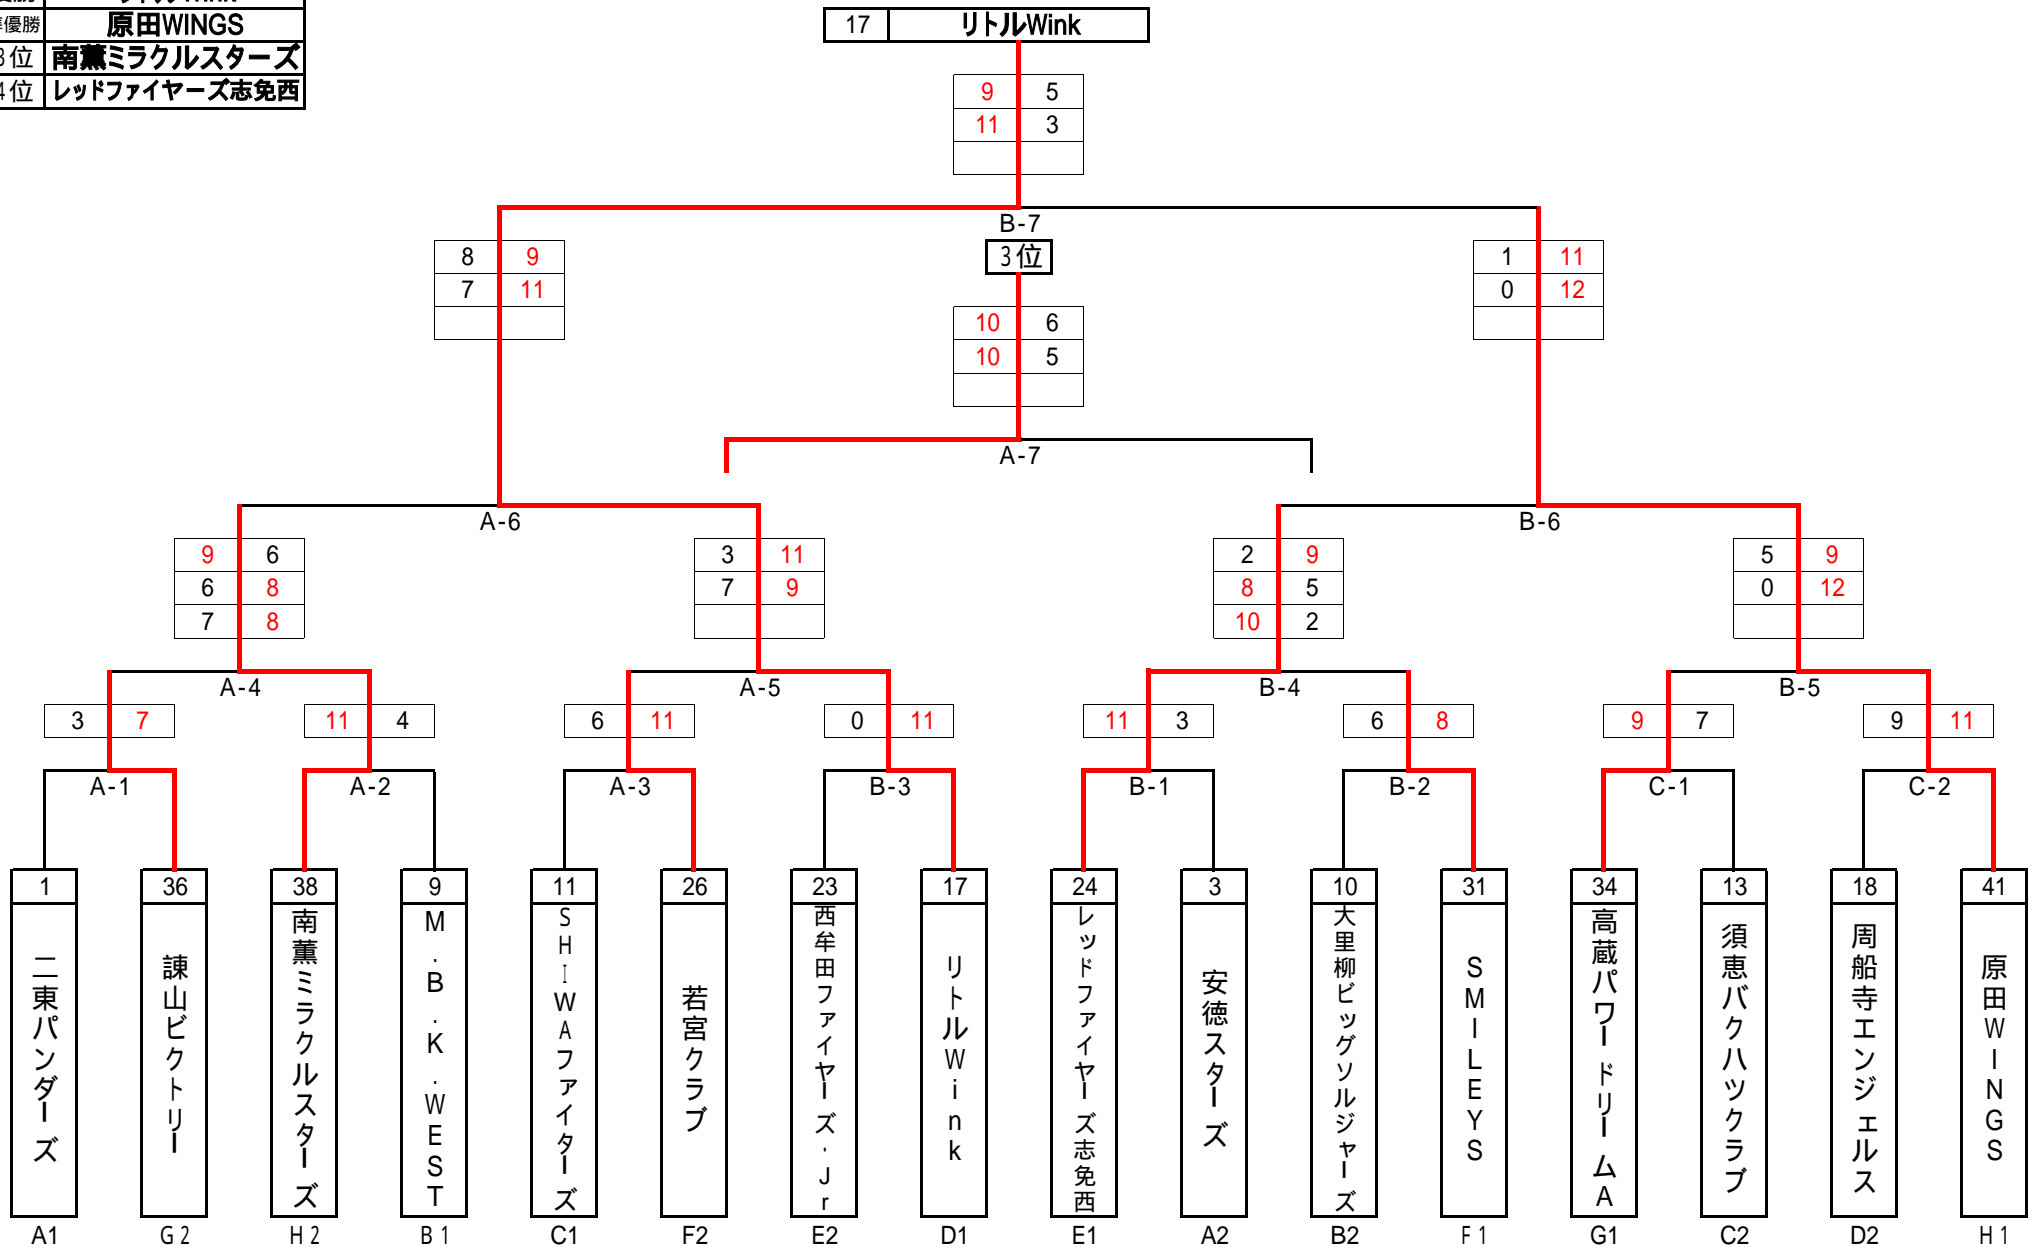 優勝 リトルWink
準優勝 原田WINGS
3位 南薫ミラクルスターズ
4位 レッドファイヤーズ志免西
17 リトルWink
9 5
11 3
B-7
8 9
7 11
3位
1 11
0 12
10 6
10 5
A-7
A-6
B-6
9 6
6 8
7 8
3 11
7 9
2 9
8 5
10 2
5 9
0 12
A-4
A-5
B-4
B-5
3 7
11 4
6 11
0 11
11 3
6 8
9 7
9 11
A-1
A-2
A-3
B-3
B-1
B-2
C-1
C-2
1 36 38 9 11 26 23 17 24 3 10 31 34 13 18 41
二東パンダーズ
諌山ビクトリー
南薫ミラクルスターズ
M.B.K.WEST
SHIWAファイターズ
若宮クラブ
西牟田ファイヤーズ・Jr
リトルWink
レッドファイヤーズ志免西
安徳スターズ
大里柳ビッグソルジャーズ
SMILEYS
高蔵パワードリームA
須恵バクハツクラブ
周船寺エンジェルス
原田WINGS
A1 G2 H2 B1 C1 F2 E2 D1 E1 A2 B2 F1 G1 C2 D2 H1